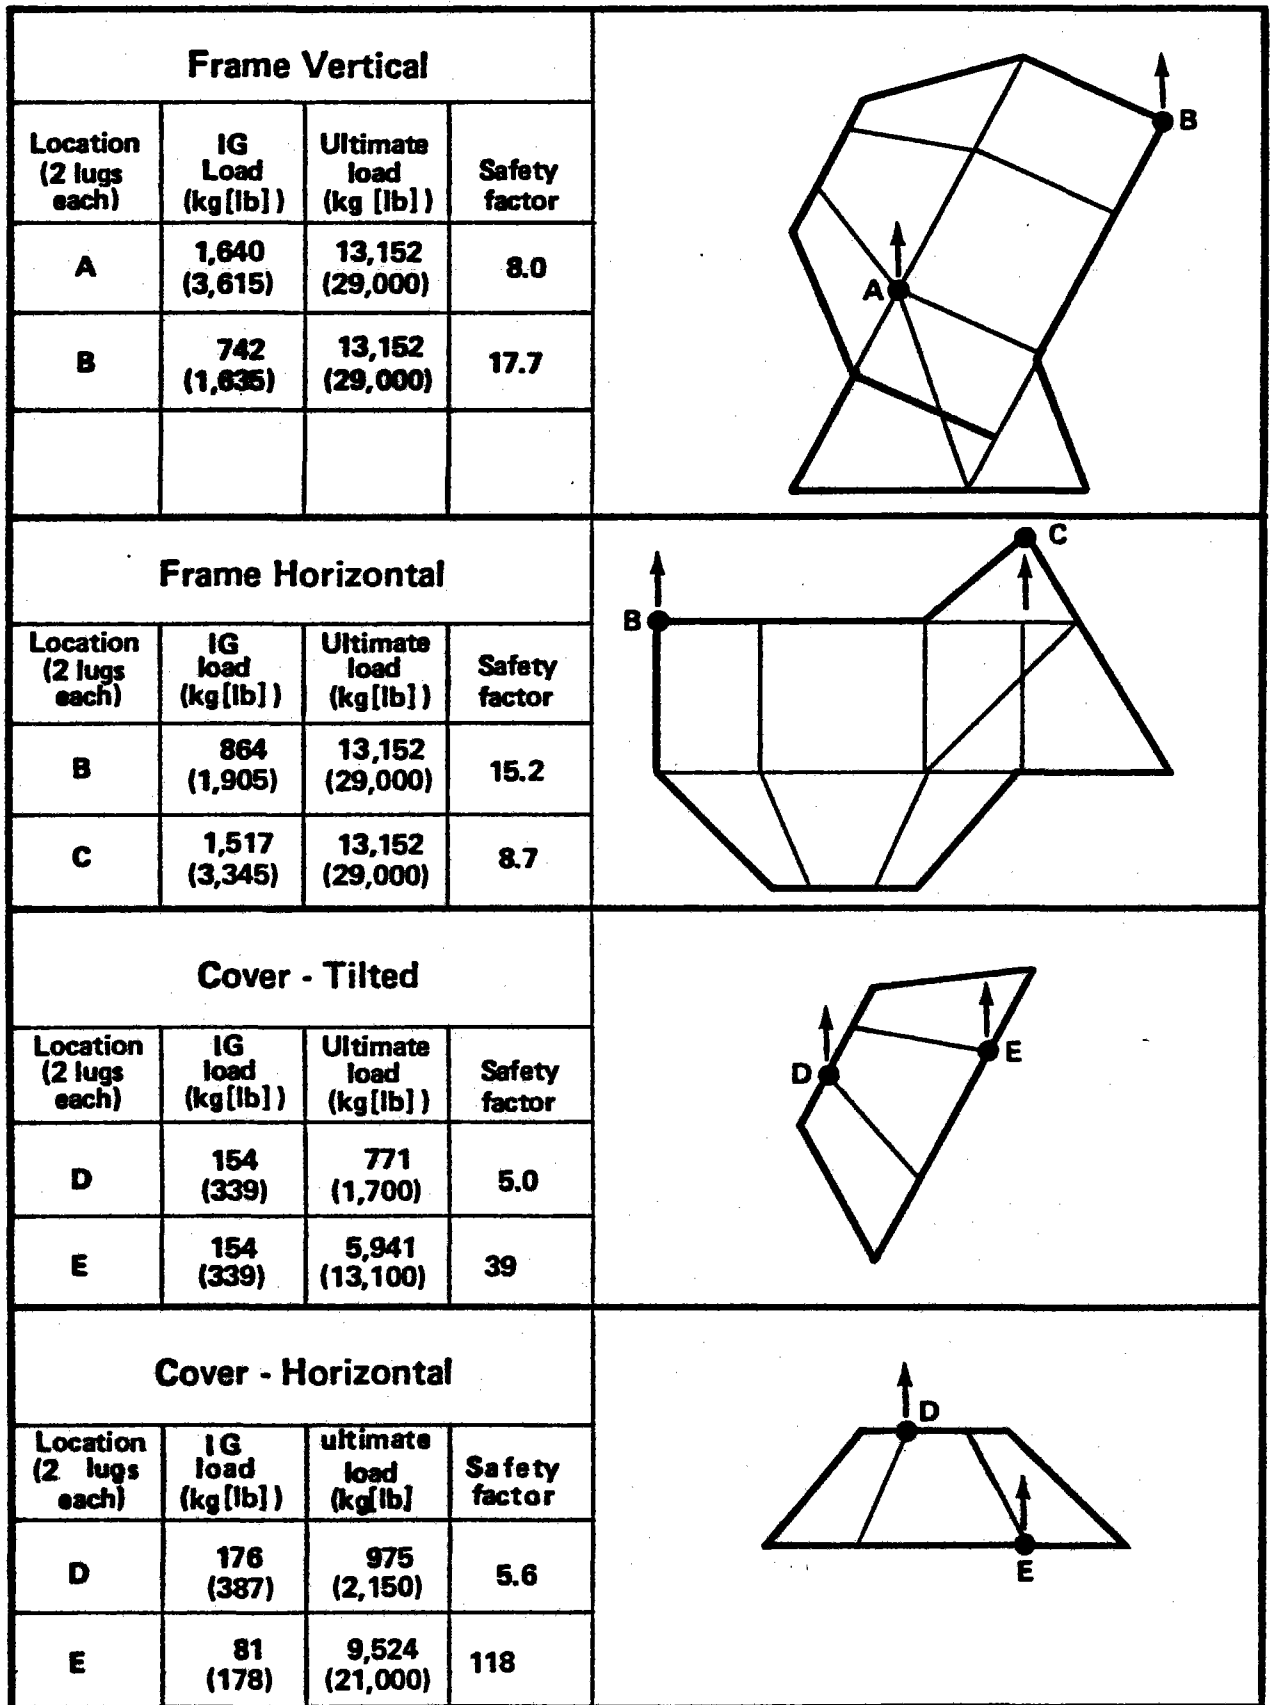 Frame Vertical
Location (2 lugs each) IG Load (kg[lb]) Ultimate load (kg [lb]) Safety factor
A 1,640 (3,615) 13,152 (29,000) 8.0
B 742 (1,635) 13,152 (29,000) 17.7
B
A
Frame Horizontal
Location (2 lugs each) IG load (kg[lb]) Ultimate load (kg[lb]) Safety factor
B 864 (1,905) 13,152 (29,000) 15.2
C 1,517 (3,345) 13,152 (29,000) 8.7
C
B
Cover - Tilted
Location (2 lugs each) IG load (kg[lb]) Ultimate load (kg[lb]) Safety factor
D 154 (339) 771 (1,700) 5.0
E 154 (339) 5,941 (13,100) 39
E
D
Cover - Horizontal
Location (2 lugs each) IG load (kg[lb]) ultimate load (kg[lb] Safety factor
D 176 (387) 975 (2,150) 5.6
E 81 (178) 9,524 (21,000) 118
D
E